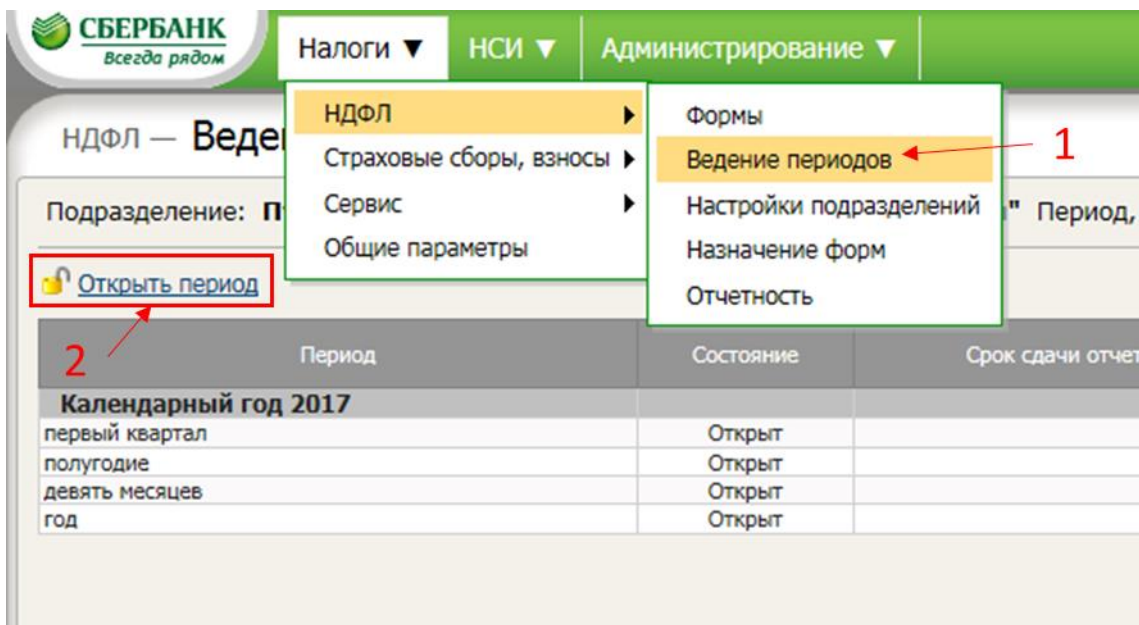 СБЕРБАНК
Всегда рядом
Налоги ▼ НСИ ▼ Администрирование ▼
НДФЛ
Страховые сборы, взносы
Сервис
Общие параметры
Формы
Ведение периодов
Настройки подразделений
Назначение форм
Отчетность
1
НДФЛ —
Подразделение:
" Период,
Открыть период
2
Период Состояние Срок сдачи
Календарный год 2017
первый квартал Открыт
полугодие Открыт
девять месяцев Открыт
год Открыт